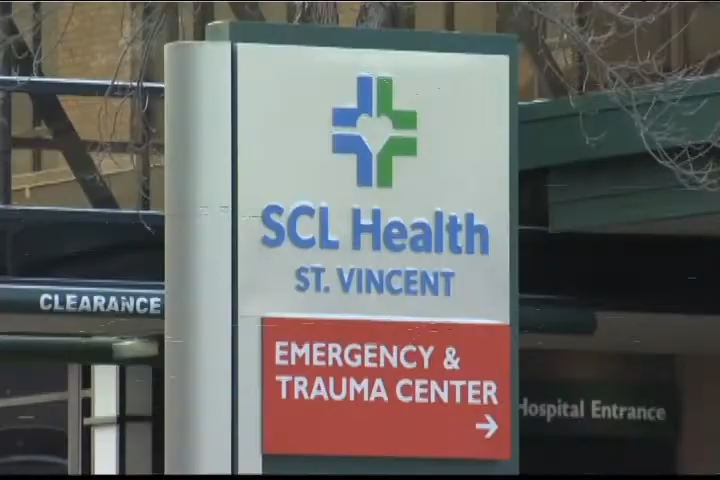 SCL Health
ST. VINCENT
CLEARANCE
EMERGENCY &
TRAUMA CENTER
→
Hospital Entrance